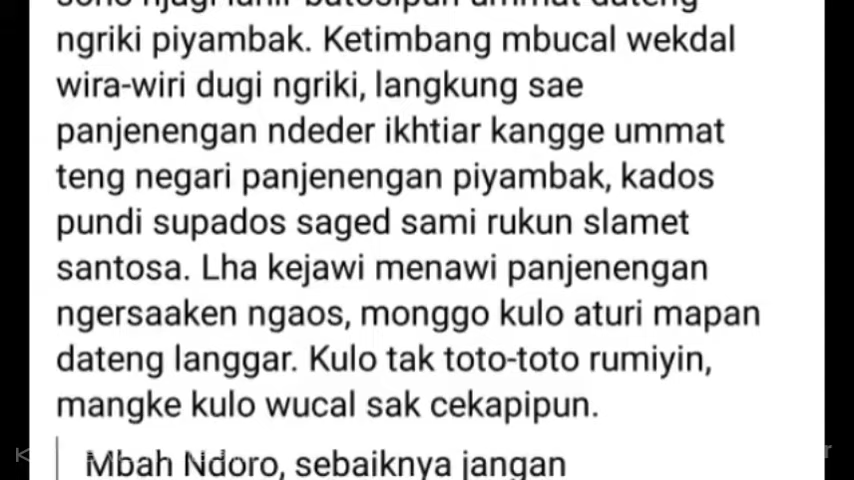 ngriki piyambak. Ketimbang mbucal wekdal
wira-wiri dugi ngriki, langkung sae
panjenengan ndeder ikhtiar kangge ummat
teng negari panjenengan piyambak, kados
pundi supados saged sami rukun slamet
santosa. Lha kejawi menawi panjenengan
ngersaaken ngaos, monggo kulo aturi mapan
dateng langgar. Kulo tak toto-toto rumiyin,
mangke kulo wucal sak cekapipun.
Mbah Ndoro, sebaiknya jangan